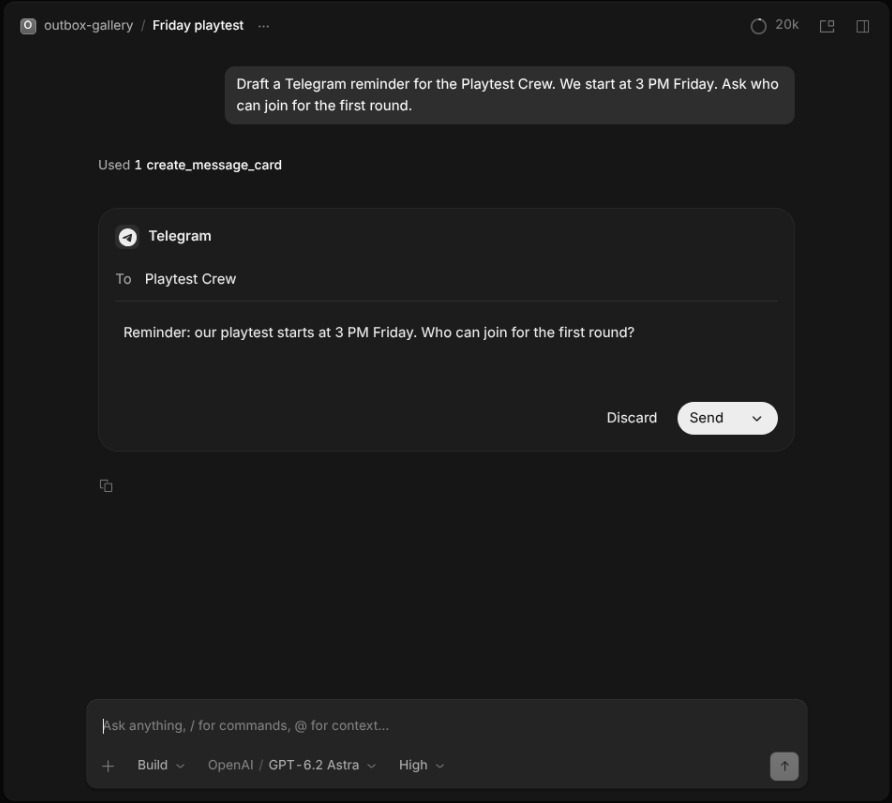 O outbox-gallery / Friday playtest ... 20k
Draft a Telegram reminder for the Playtest Crew. We start at 3 PM Friday. Ask who
can join for the first round.
Used 1 create_message_card
Telegram
To Playtest Crew
Reminder: our playtest starts at 3 PM Friday. Who can join for the first round?
Discard Send
Ask anything, / for commands, @ for context...
Build OpenAI / GPT-6.2 Astra High